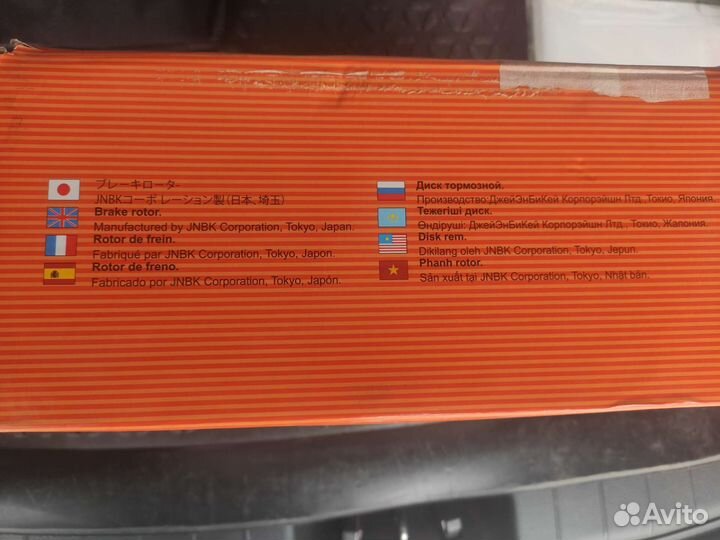 ブレーキロータ-
JNBKコーポ レーション製(日本、埼玉)
Brake rotor.
Manufactured by JNBK Corporation, Tokyo, Japan.
Rotor de frein.
Fabriqué par JNBK Corporation, Tokyo, Japon.
Rotor de freno.
Fabricado por JNBK Corporation, Tokyo, Japón.
Диск тормозной.
Производство:ДжейЭнБиКей Корпорэйшн Лтд.,Токио, Япония.
Тежегіші диск.
Өндіруші: ДжейЭнБиКей Корпорэйшн Лтд., Токио, Жапония.
Disk rem.
Dikilang oleh JNBK Corporation, Tokyo, Jepun.
Phanh rotor.
Sản xuất tại JNBK Corporation, Tokyo, Nhật bản.
Avito